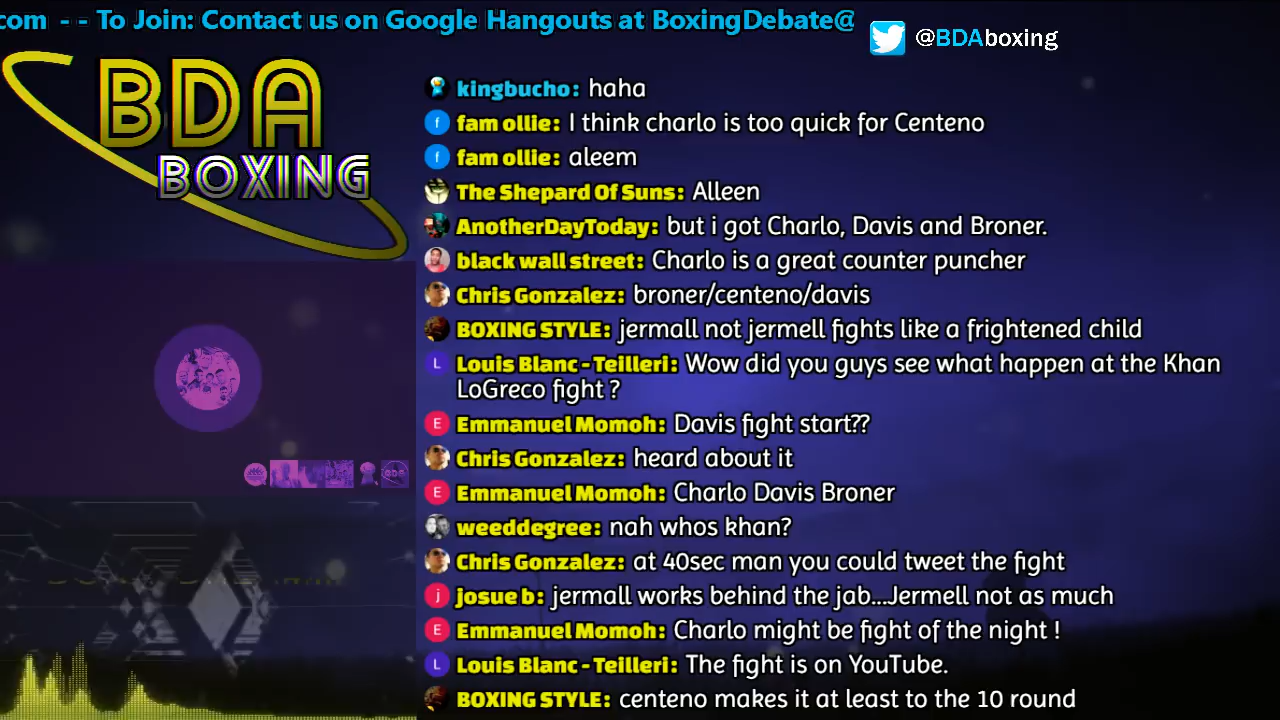 com - - To Join: Contact us on Google Hangouts at BoxingDebate@
@BDAboxing
BDA
BOXING
kingbucho: haha
f fam ollie: I think charlo is too quick for Centeno
f fam ollie: aleem
The Shepard Of Suns: Alleen
AnotherDayToday: but i got Charlo, Davis and Broner.
black wall street: Charlo is a great counter puncher
Chris Gonzalez: broner/centeno/davis
BOXING STYLE: jermall not jermell fights like a frightened child
L Louis Blanc-Teilleri: Wow did you guys see what happen at the Khan
LoGreco fight ?
E Emmanuel Momoh: Davis fight start??
Chris Gonzalez: heard about it
E Emmanuel Momoh: Charlo Davis Broner
weeddegree: nah whos khan?
Chris Gonzalez: at 40sec man you could tweet the fight
j josue b: jermall works behind the jab...Jermell not as much
E Emmanuel Momoh: Charlo might be fight of the night !
L Louis Blanc-Teilleri: The fight is on YouTube.
BOXING STYLE: centeno makes it at least to the 10 round